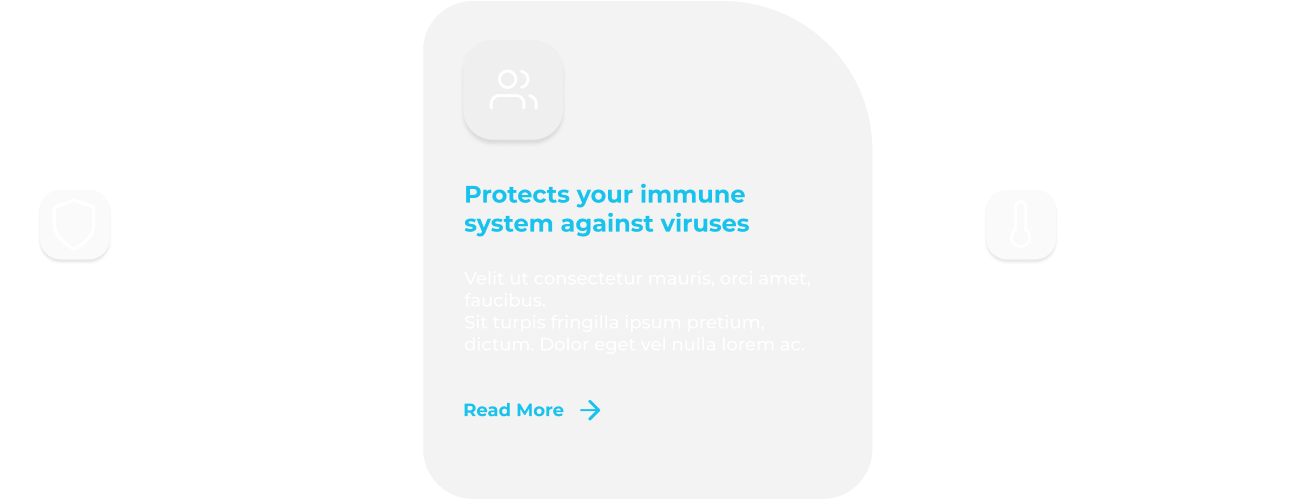 Protects your immune
system against viruses
Velit ut consectetur mauris, orci amet,
faucibus.
Sit turpis fringilla ipsum pretium,
dictum. Dolor eget vel nulla lorem ac.
Read More